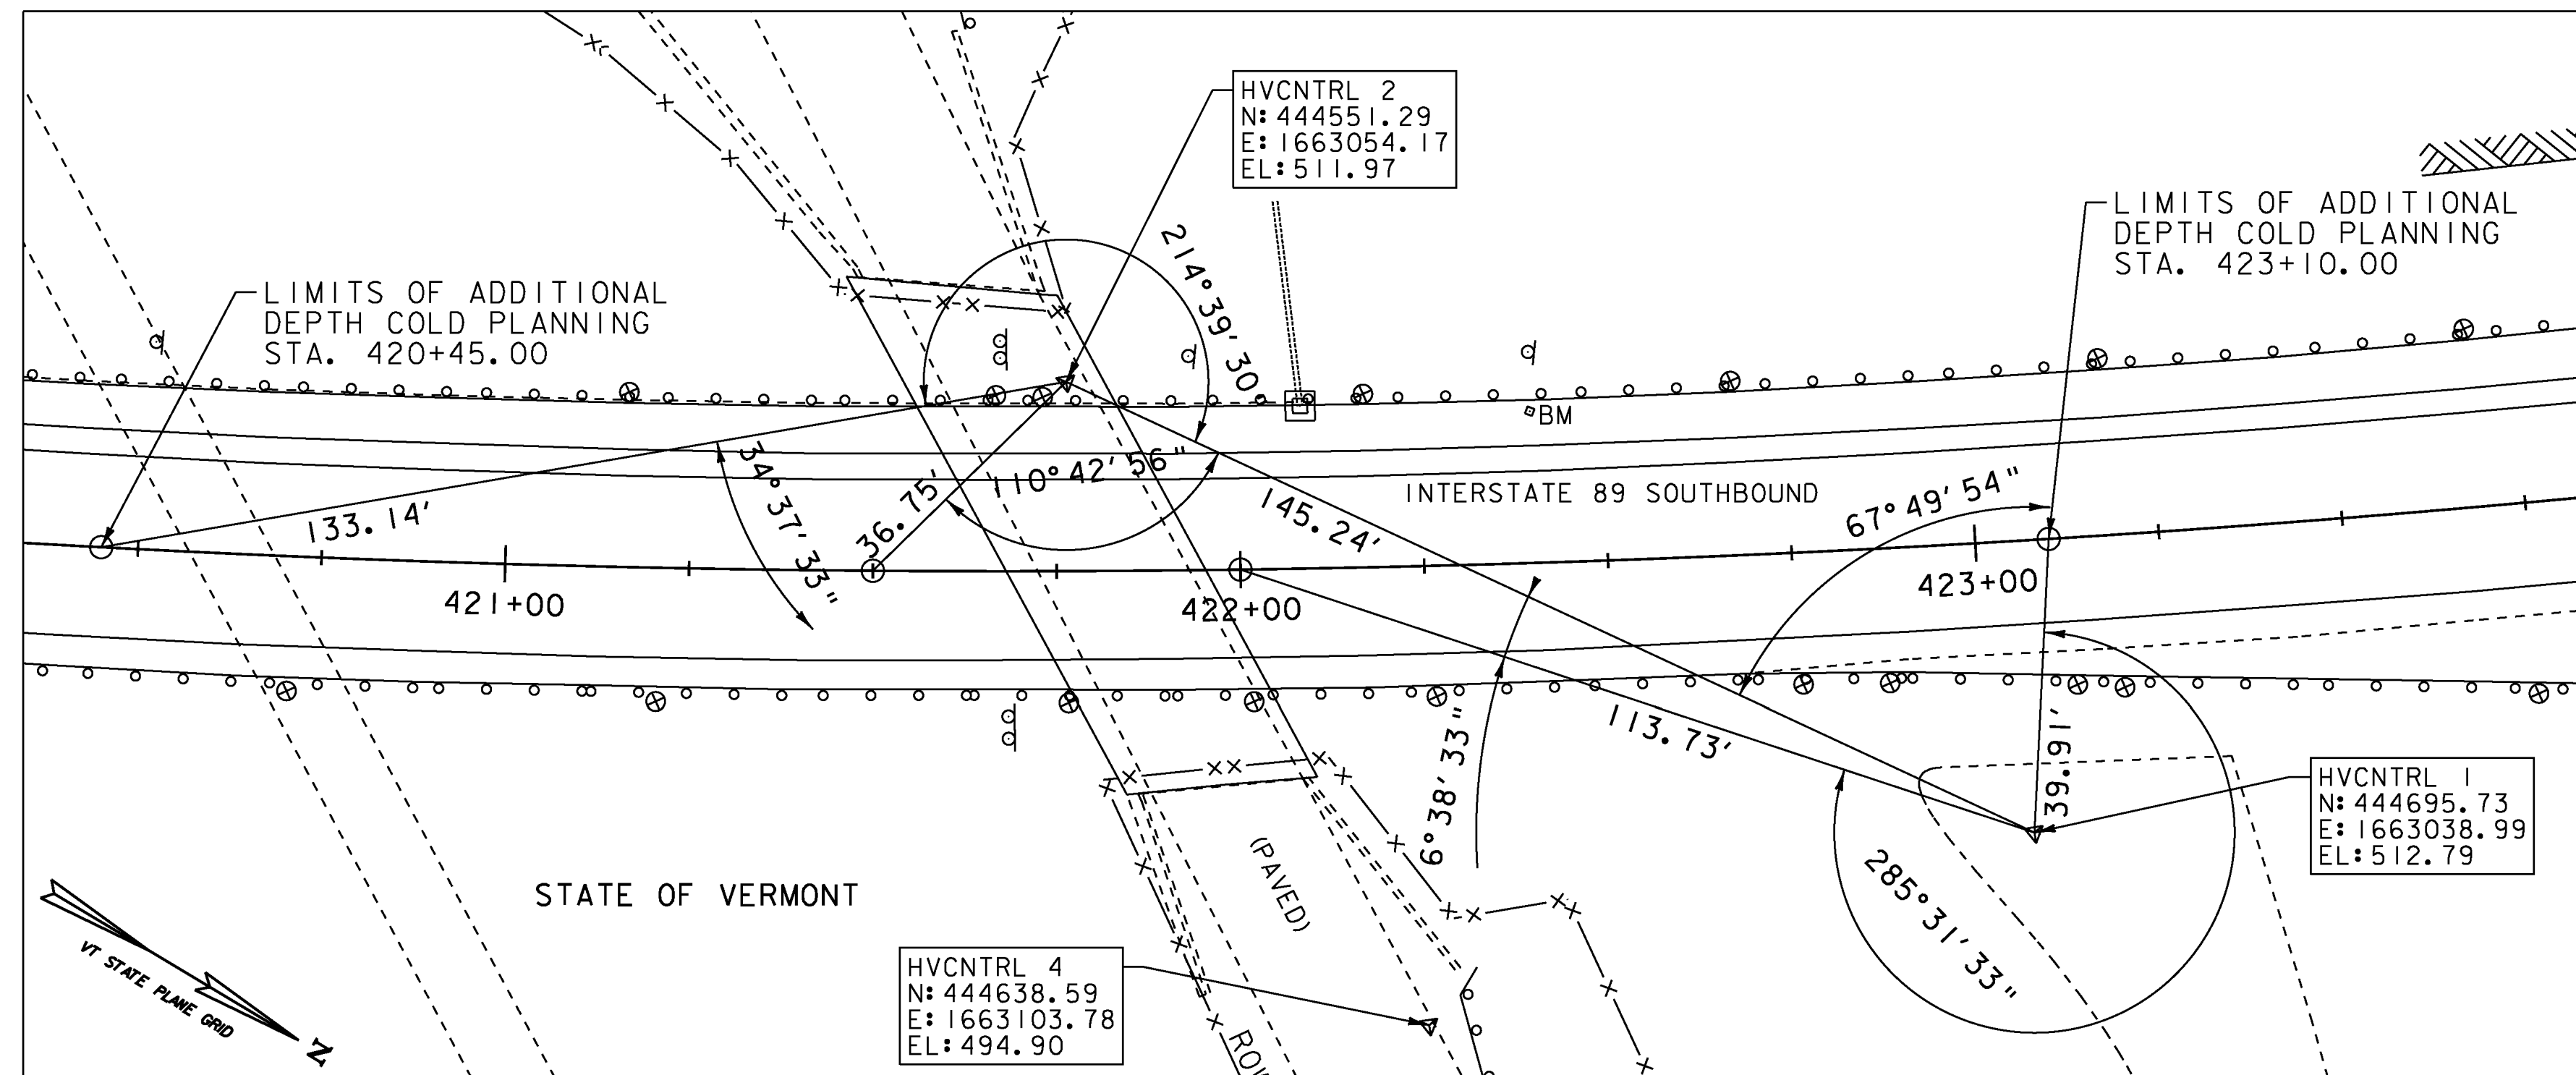 HVCNTRL 2
N:444551.29
E:1663054.17
EL:511.97
LIMITS OF ADDITIONAL
DEPTH COLD PLANNING
STA. 423+10.00
LIMITS OF ADDITIONAL
DEPTH COLD PLANNING
STA. 420+45.00
214°39'30"
BM
34°37'33"
110°42'56"
36.75'
133.14'
145.24'
INTERSTATE 89 SOUTHBOUND
67°49'54"
421+00
422+00
423+00
6°38'33"
113.73'
39.91'
HVCNTRL 1
N:444695.73
E:1663038.99
EL:512.79
285°31'33"
STATE OF VERMONT
(PAVED)
VT STATE PLANE GRID
N
HVCNTRL 4
N:444638.59
E:1663103.78
EL:494.90